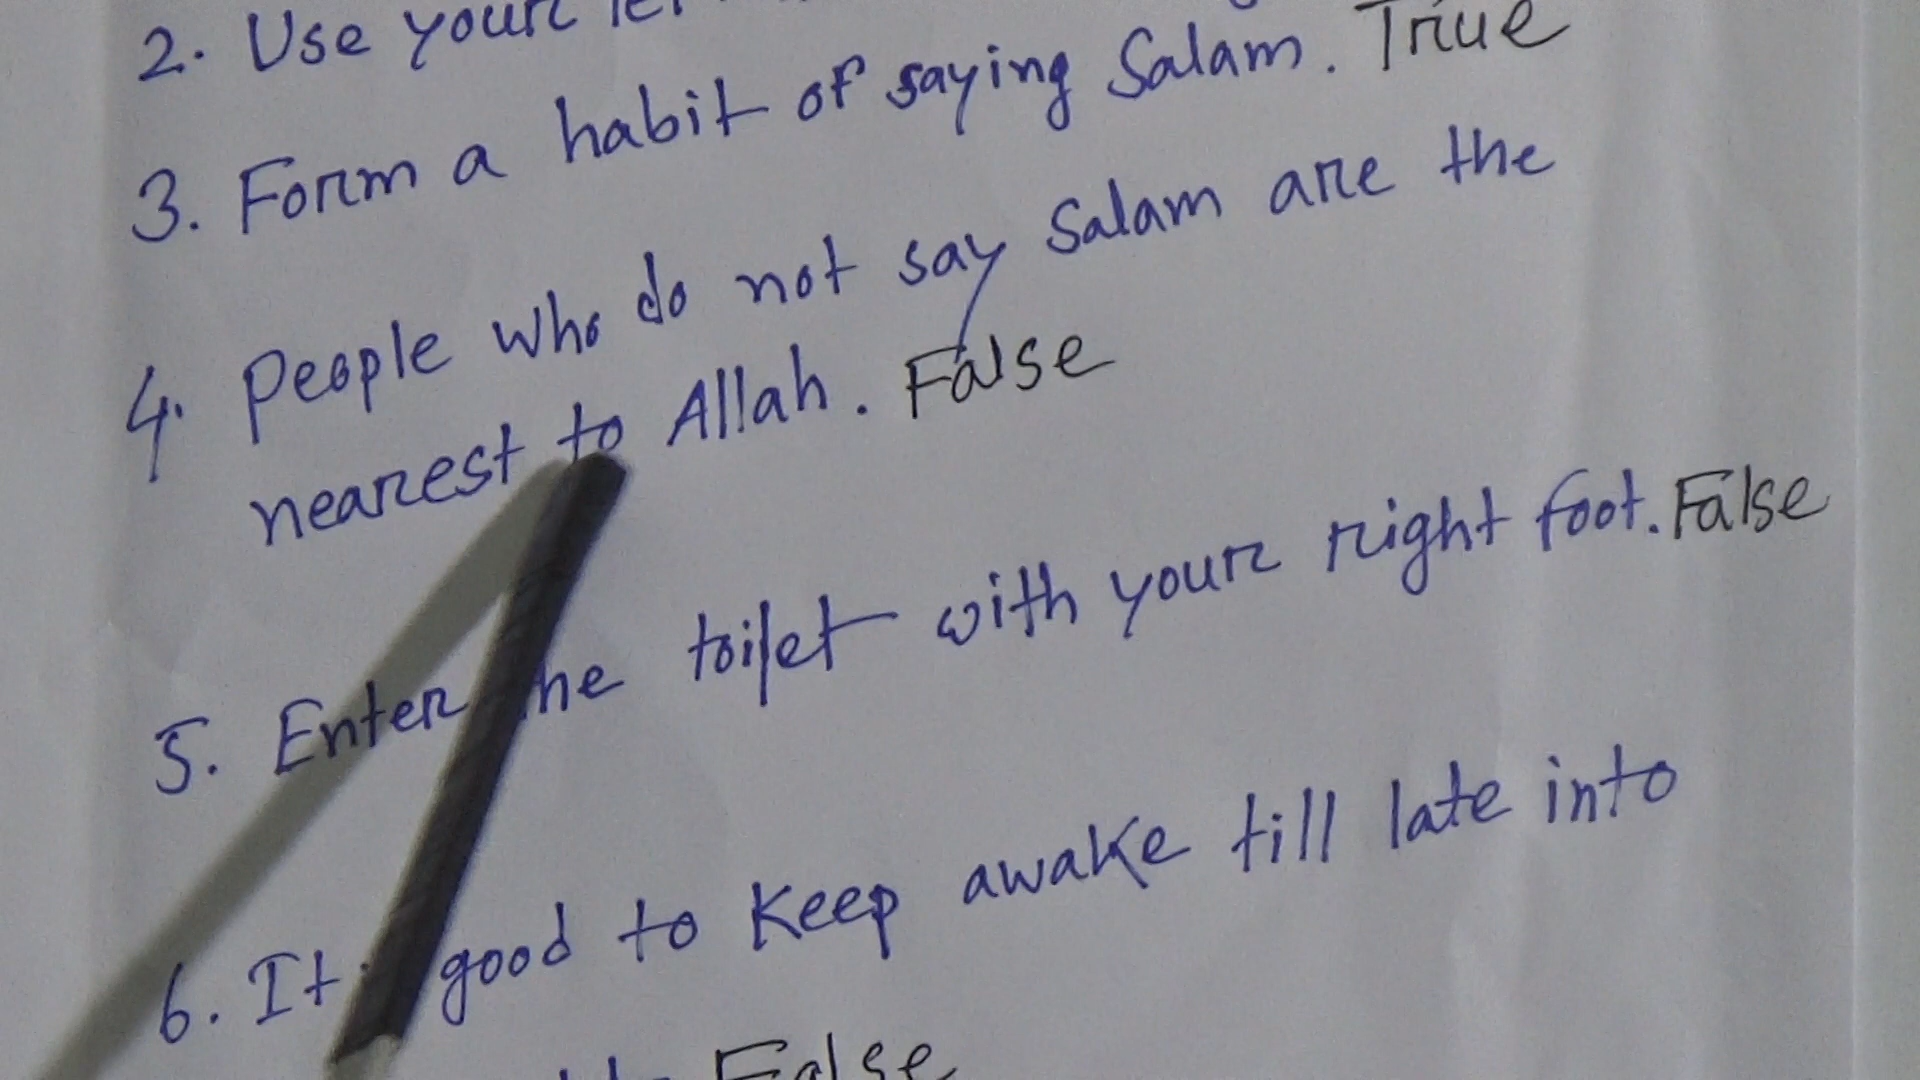 2. Use your
3. Form a habit of saying Salam. True
4. People who do not say Salam are the
nearest to Allah. False
5. Enter he toilet with your right foot. False
6. It good to keep awake till late into
False